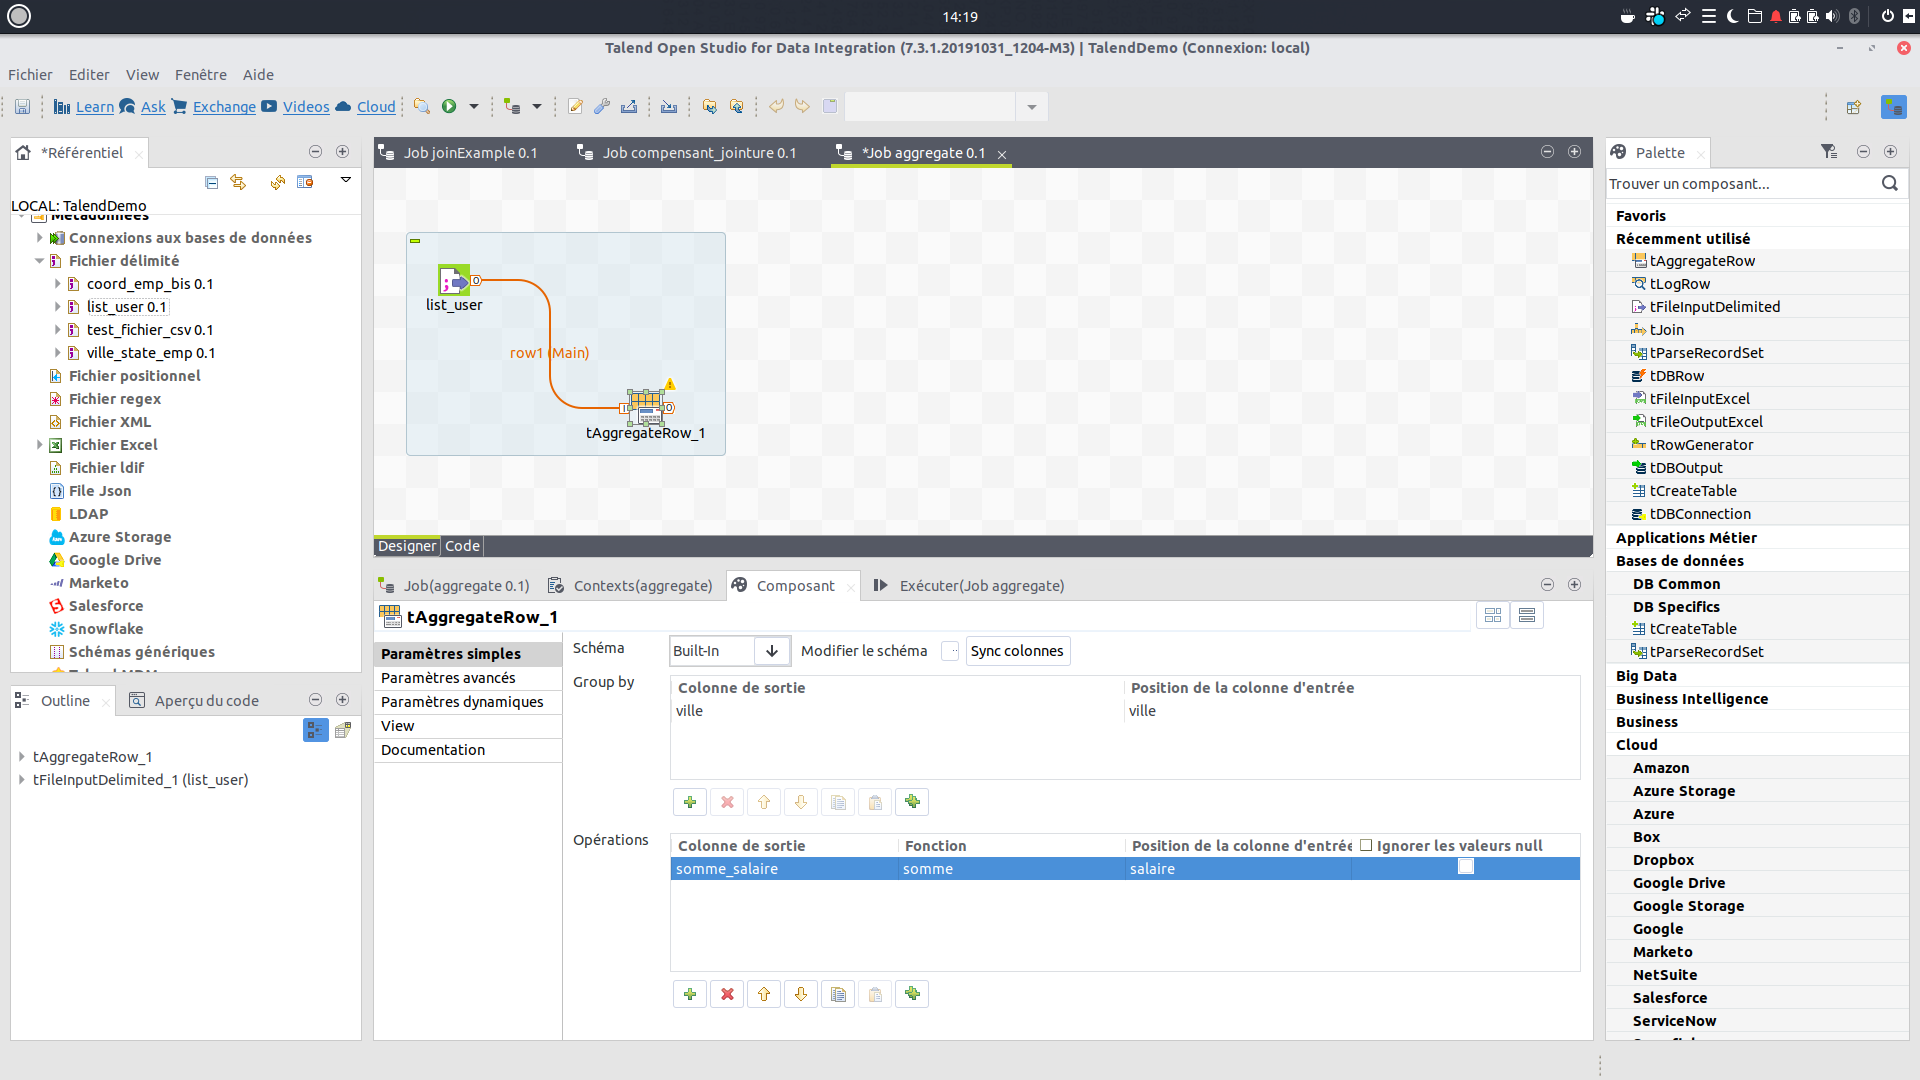 14:19
Talend Open Studio for Data Integration (7.3.1.20191031_1204-M3) | TalendDemo (Connexion: local)
Fichier Editer View Fenêtre Aide
Learn Ask Exchange Videos Cloud
*Référentiel
LOCAL: TalendDemo
Métadonnées
Connexions aux bases de données
Fichier délimité
coord_emp_bis 0.1
list_user 0.1
test_fichier_csv 0.1
ville_state_emp 0.1
Fichier positionnel
Fichier regex
Fichier XML
Fichier Excel
Fichier ldif
File Json
LDAP
Azure Storage
Google Drive
Marketo
Salesforce
Snowflake
Schémas génériques
Outline Aperçu du code
tAggregateRow_1
tFileInputDelimited_1 (list_user)
Job joinExample 0.1 Job compensant_jointure 0.1 *Job aggregate 0.1
list_user
row1 (Main)
tAggregateRow_1
Designer Code
Job(aggregate 0.1) Contexts(aggregate) Composant Exécuter(Job aggregate)
tAggregateRow_1
Paramètres simples
Paramètres avancés
Paramètres dynamiques
View
Documentation
Schéma Built-In Modifier le schéma Sync colonnes
Group by
Colonne de sortie Position de la colonne d'entrée
ville ville
Opérations
Colonne de sortie Fonction Position de la colonne d'entrée Ignorer les valeurs null
somme_salaire somme salaire
Palette
Trouver un composant...
Favoris
Récemment utilisé
tAggregateRow
tLogRow
tFileInputDelimited
tJoin
tParseRecordSet
tDBRow
tFileInputExcel
tFileOutputExcel
tRowGenerator
tDBOutput
tCreateTable
tDBConnection
Applications Métier
Bases de données
DB Common
DB Specifics
tCreateTable
tParseRecordSet
Big Data
Business Intelligence
Business
Cloud
Amazon
Azure Storage
Azure
Box
Dropbox
Google Drive
Google Storage
Google
Marketo
NetSuite
Salesforce
ServiceNow